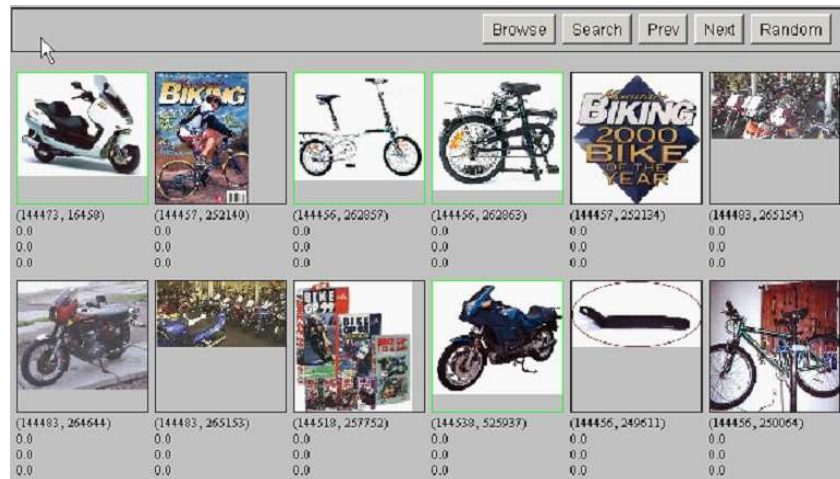 Browse Search Prev Next Random
BIKING
Mountain
BIKING
2000
BIKE
OF THE
YEAR
(144473, 16458) (144457, 252140) (144456, 262857) (144456, 262863) (144457, 252134) (144483, 265154)
0.0 0.0 0.0 0.0 0.0 0.0
0.0 0.0 0.0 0.0 0.0 0.0
0.0 0.0 0.0 0.0 0.0 0.0
BIKE
BIKE
(144483, 264644) (144483, 265153) (144518, 257752) (144538, 525937) (144456, 249611) (144456, 250064)
0.0 0.0 0.0 0.0 0.0 0.0
0.0 0.0 0.0 0.0 0.0 0.0
0.0 0.0 0.0 0.0 0.0 0.0